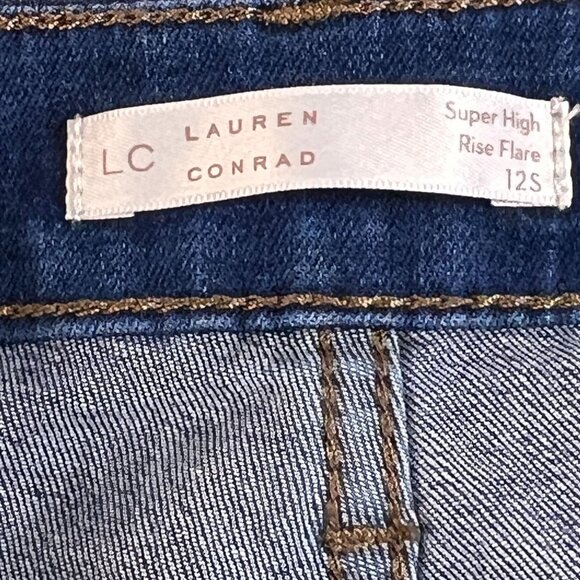 LC
LAUREN
CONRAD
Super High
Rise Flare
12S